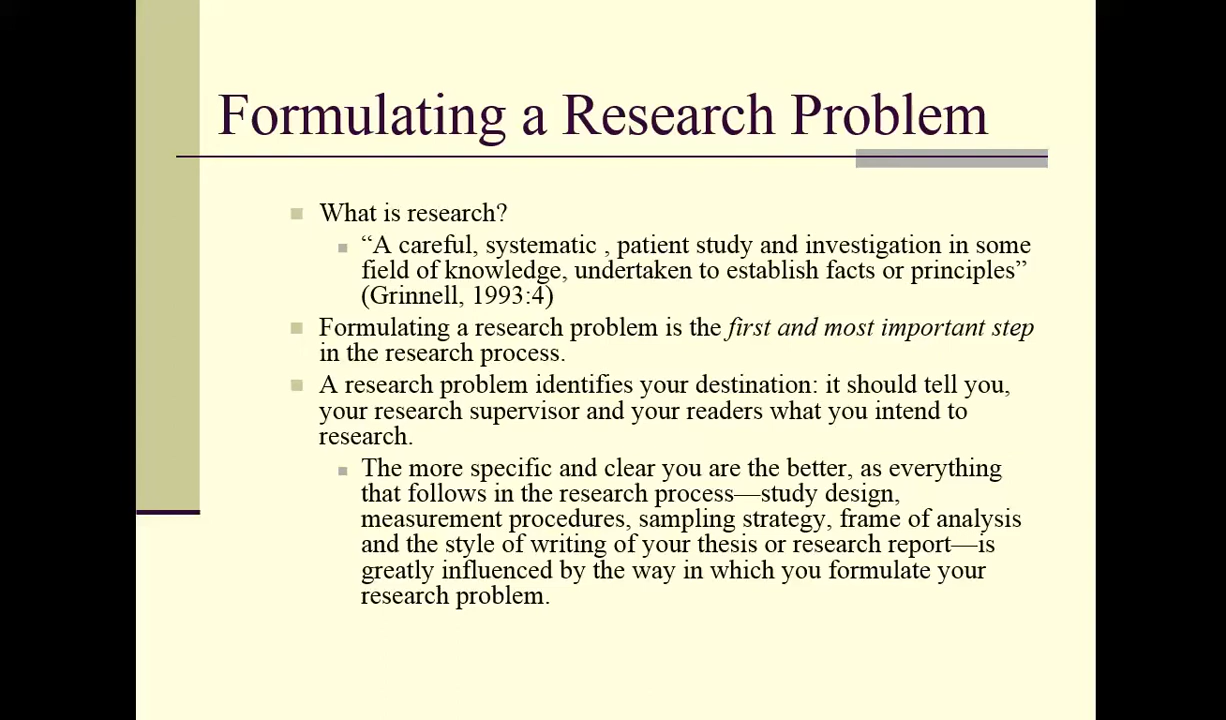 Formulating a Research Problem
What is research?
“A careful, systematic , patient study and investigation in some
field of knowledge, undertaken to establish facts or principles”
(Grinnell, 1993:4)
Formulating a research problem is the first and most important step
in the research process.
A research problem identifies your destination: it should tell you,
your research supervisor and your readers what you intend to
research.
The more specific and clear you are the better, as everything
that follows in the research process—study design,
measurement procedures, sampling strategy, frame of analysis
and the style of writing of your thesis or research report—is
greatly influenced by the way in which you formulate your
research problem.